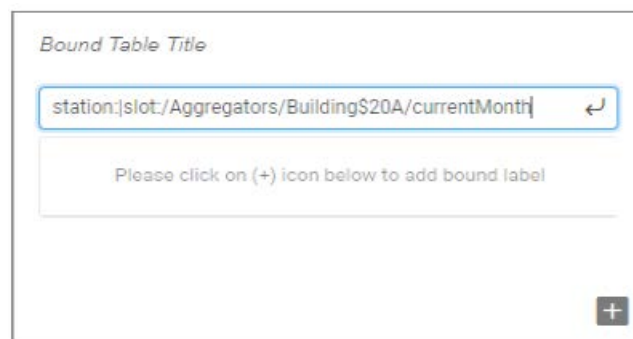 Bound Table Title
station:|slot:/Aggregators/Building$20A/currentMonth
Please click on (+) icon below to add bound label